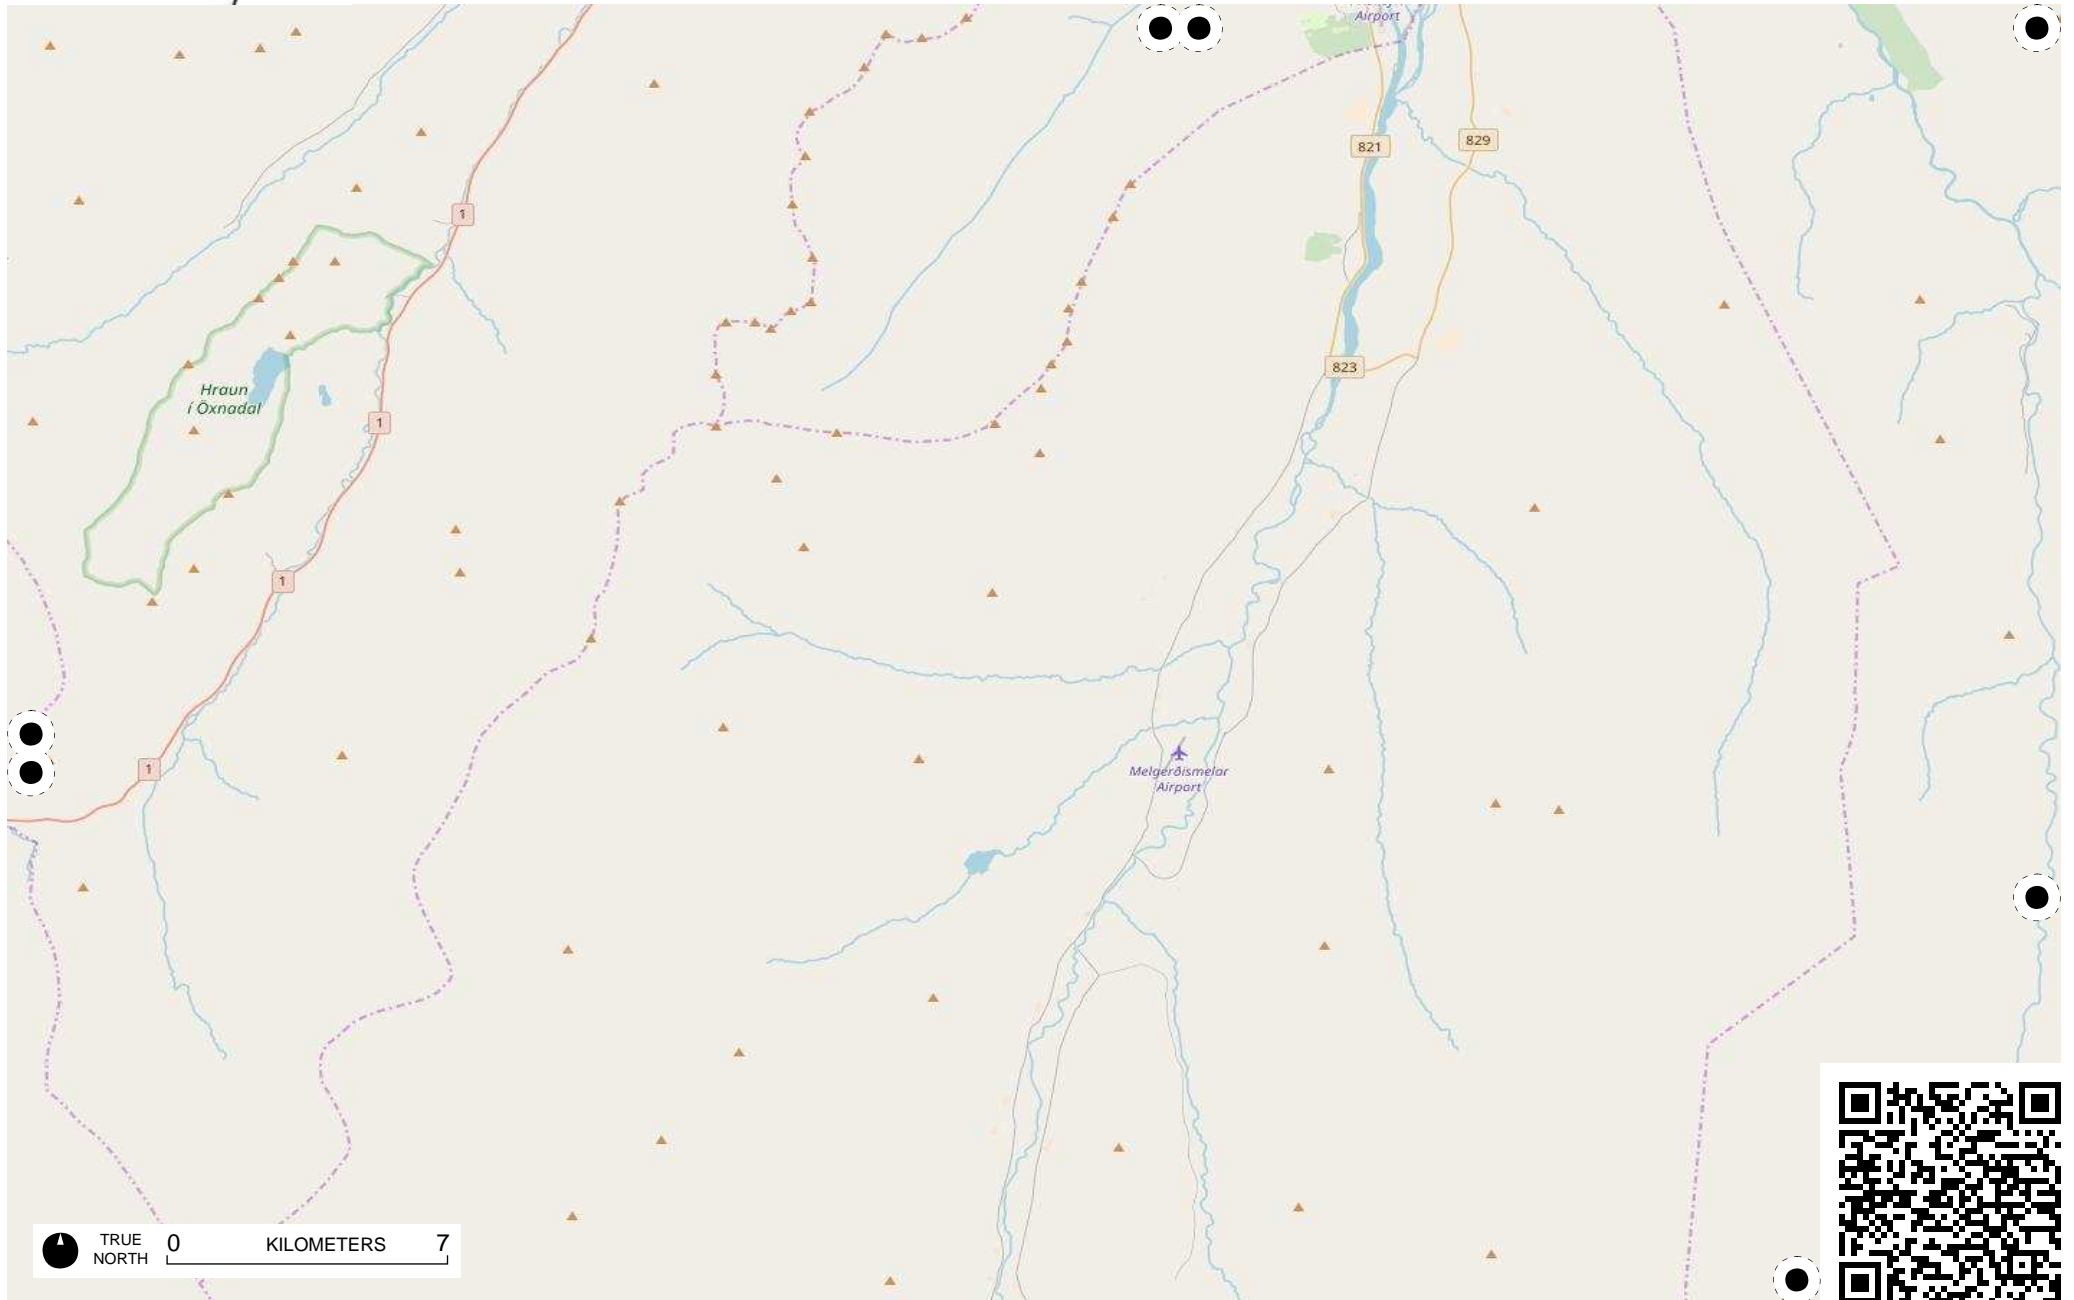 Airport
821
829
1
823
Hraun
í Öxnadal
1
1
1
Melgerðismelar
Airport
TRUE
NORTH
0
KILOMETERS
7